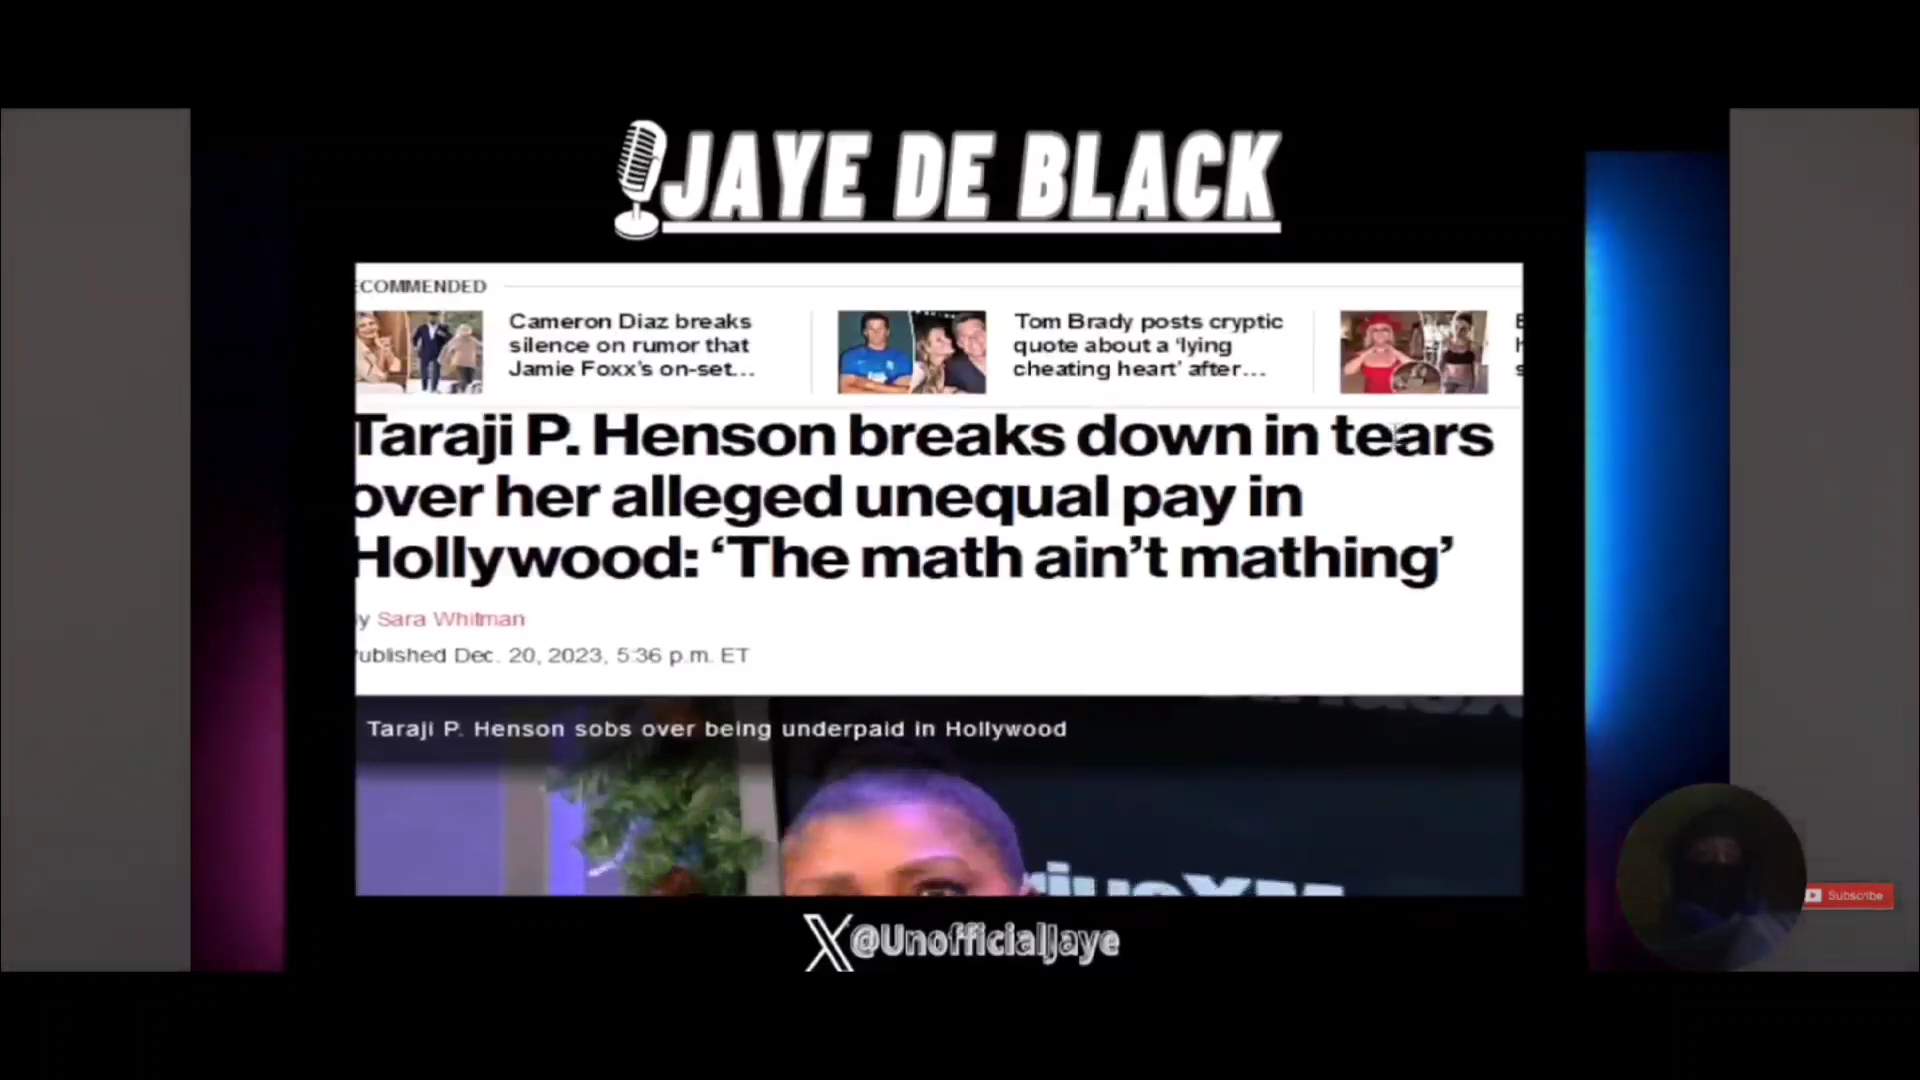 JAYE DE BLACK
COMMENDED
Cameron Diaz breaks
silence on rumor that
Jamie Foxx's on-set...
Tom Brady posts cryptic
quote about a 'lying
cheating heart' after...
Taraji P. Henson breaks down in tears
over her alleged unequal pay in
Hollywood: ‘The math ain’t mathing’
y Sara Whitman
ublished Dec. 20, 2023, 5:36 p.m. ET
Taraji P. Henson sobs over being underpaid in Hollywood
riusXM
X@UnofficialJaye
Subscribe